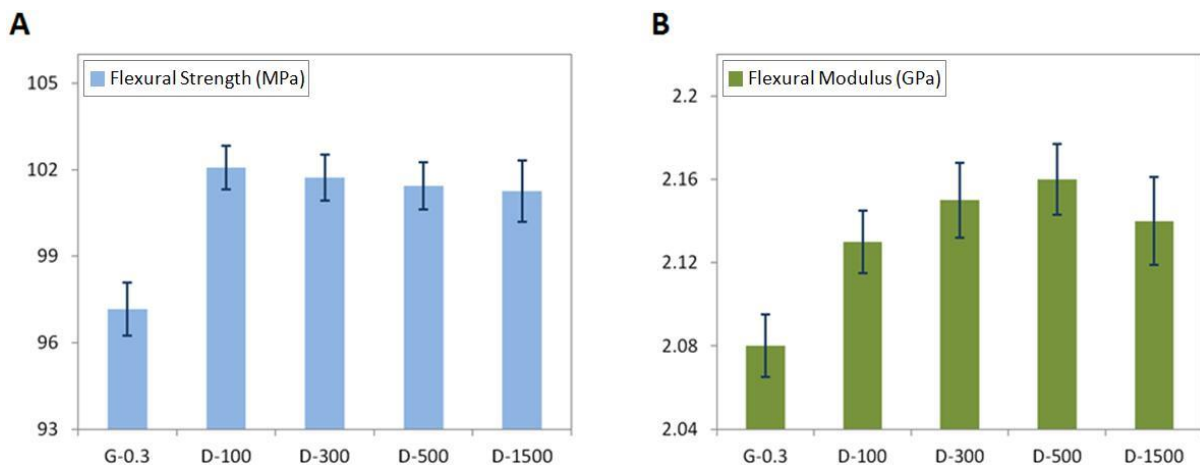 A
Flexural Strength (MPa)
105
102
99
96
93
G-0.3 D-100 D-300 D-500 D-1500
B
Flexural Modulus (GPa)
2.2
2.16
2.12
2.08
2.04
G-0.3 D-100 D-300 D-500 D-1500